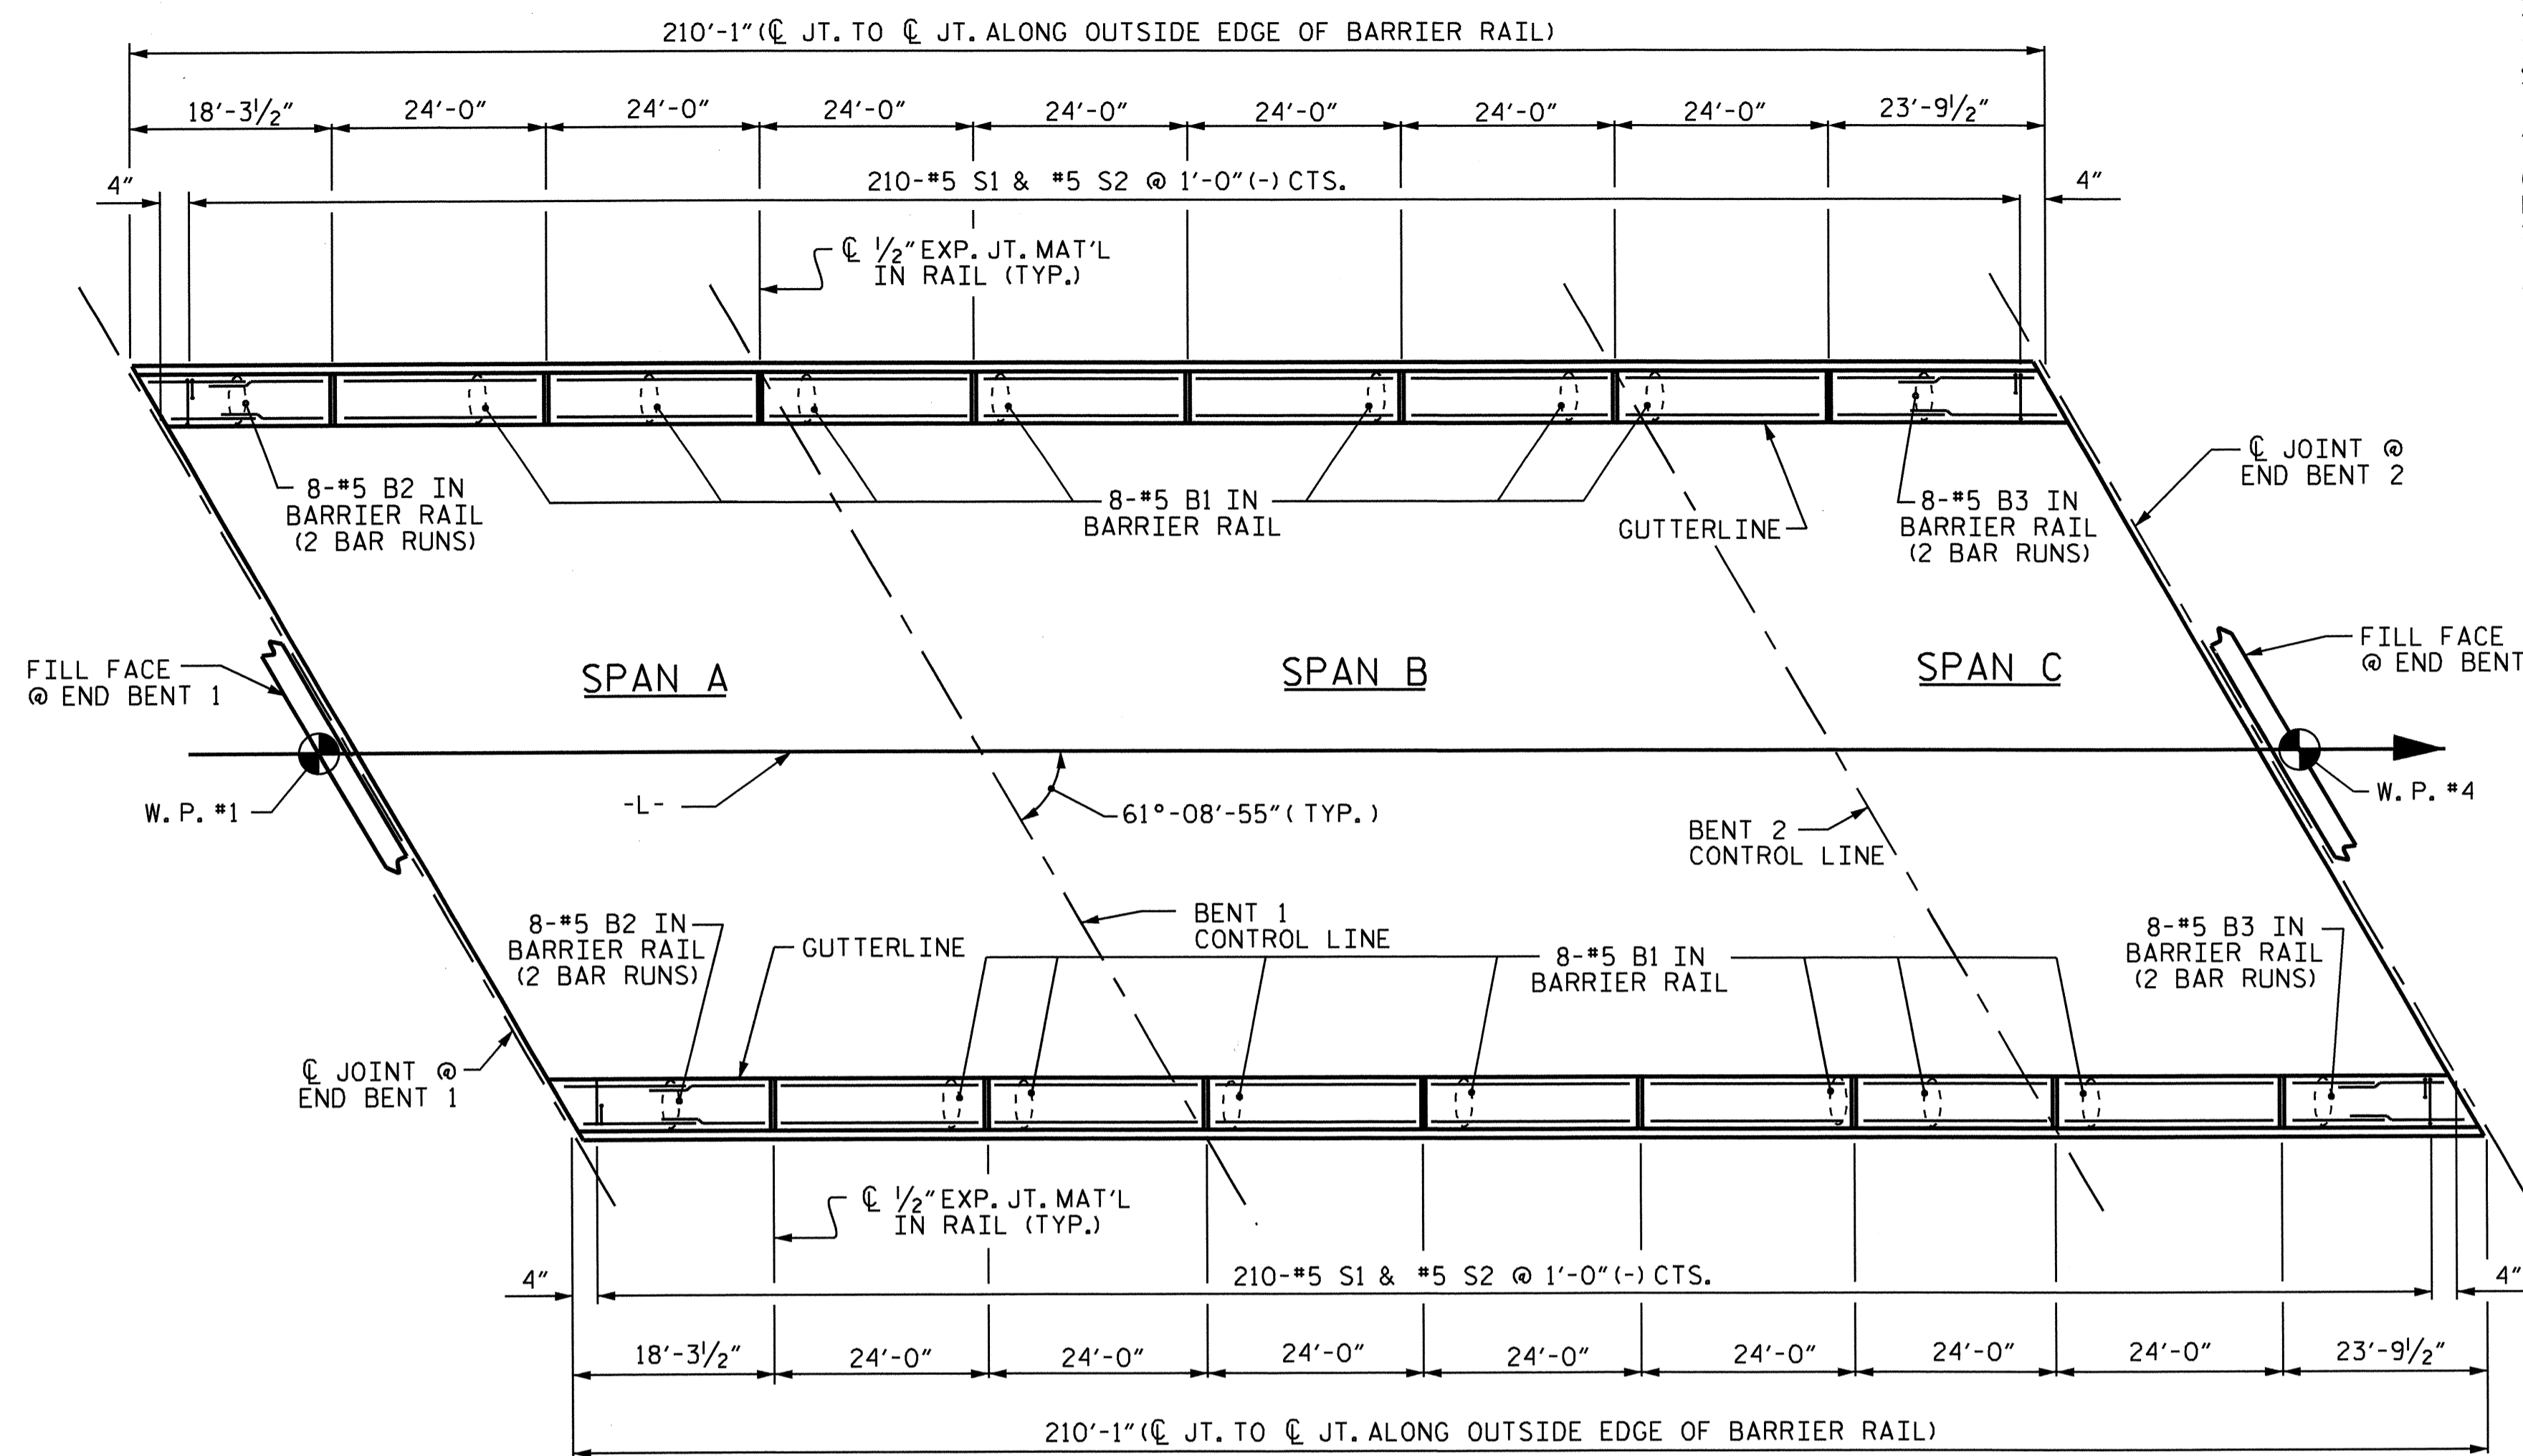 210'-1" (℄ JT. TO ℄ JT. ALONG OUTSIDE EDGE OF BARRIER RAIL)
18'-3½" 24'-0" 24'-0" 24'-0" 24'-0" 24'-0" 24'-0" 24'-0" 23'-9½"
4" 210-#5 S1 & #5 S2 @ 1'-0"(-) CTS. 4"
℄ ½" EXP. JT. MAT'L
IN RAIL (TYP.)
8-#5 B2 IN
BARRIER RAIL
(2 BAR RUNS)
8-#5 B1 IN
BARRIER RAIL
GUTTERLINE
8-#5 B3 IN
BARRIER RAIL
(2 BAR RUNS)
℄ JOINT @
END BENT 2
FILL FACE
@ END BENT 1
SPAN A
SPAN B
SPAN C
FILL FACE
@ END BENT
W.P. #1
-L-
61°-08'-55" (TYP.)
BENT 2
CONTROL LINE
W.P. #4
8-#5 B2 IN
BARRIER RAIL
(2 BAR RUNS)
GUTTERLINE
BENT 1
CONTROL LINE
8-#5 B1 IN
BARRIER RAIL
8-#5 B3 IN
BARRIER RAIL
(2 BAR RUNS)
℄ JOINT @
END BENT 1
℄ ½" EXP. JT. MAT'L
IN RAIL (TYP.)
4" 210-#5 S1 & #5 S2 @ 1'-0"(-) CTS. 4"
18'-3½" 24'-0" 24'-0" 24'-0" 24'-0" 24'-0" 24'-0" 24'-0" 23'-9½"
210'-1" (℄ JT. TO ℄ JT. ALONG OUTSIDE EDGE OF BARRIER RAIL)